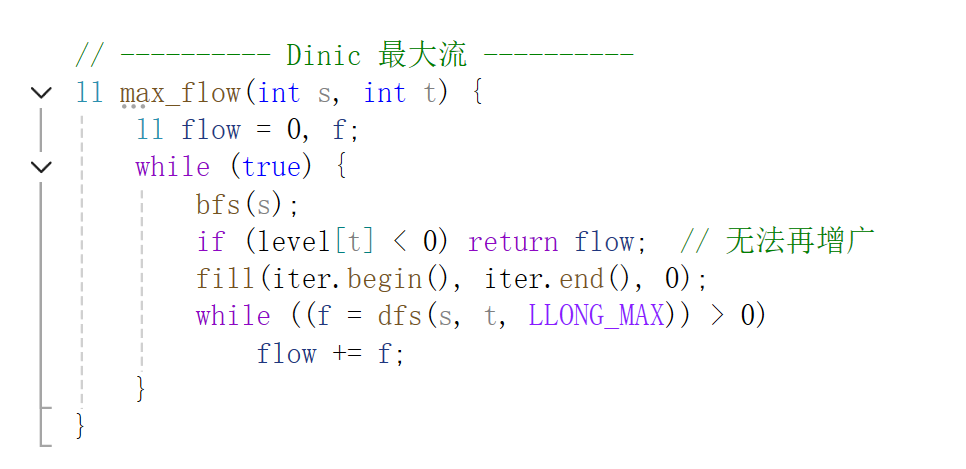 // ---------- Dinic 最大流 ----------
ll max_flow(int s, int t) {
    ll flow = 0, f;
    while (true) {
        bfs(s);
        if (level[t] < 0) return flow;  // 无法再增广
        fill(iter.begin(), iter.end(), 0);
        while ((f = dfs(s, t, LLONG_MAX)) > 0)
            flow += f;
    }
}